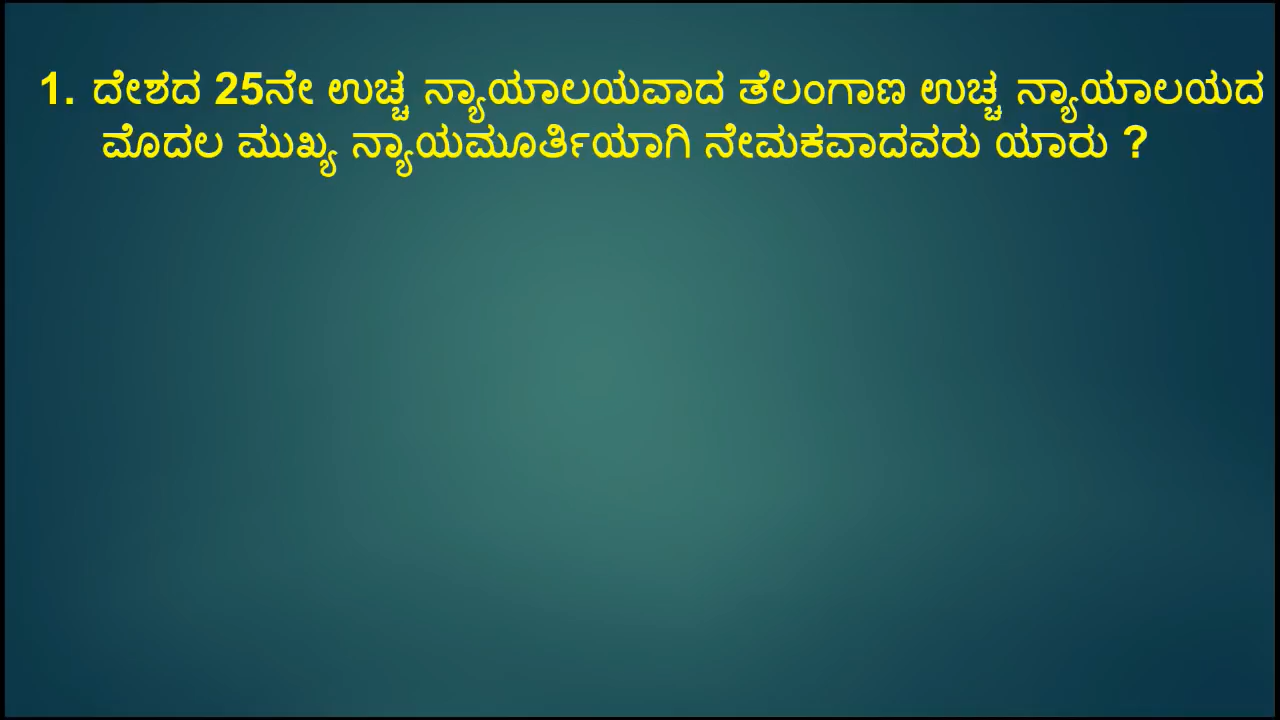 1. ದೇಶದ 25ನೇ ಉಚ್ಚ ನ್ಯಾಯಾಲಯವಾದ ತೆಲಂಗಾಣ ಉಚ್ಚ ನ್ಯಾಯಾಲಯದ
ಮೊದಲ ಮುಖ್ಯ ನ್ಯಾಯಮೂರ್ತಿಯಾಗಿ ನೇಮಕವಾದವರು ಯಾರು ?